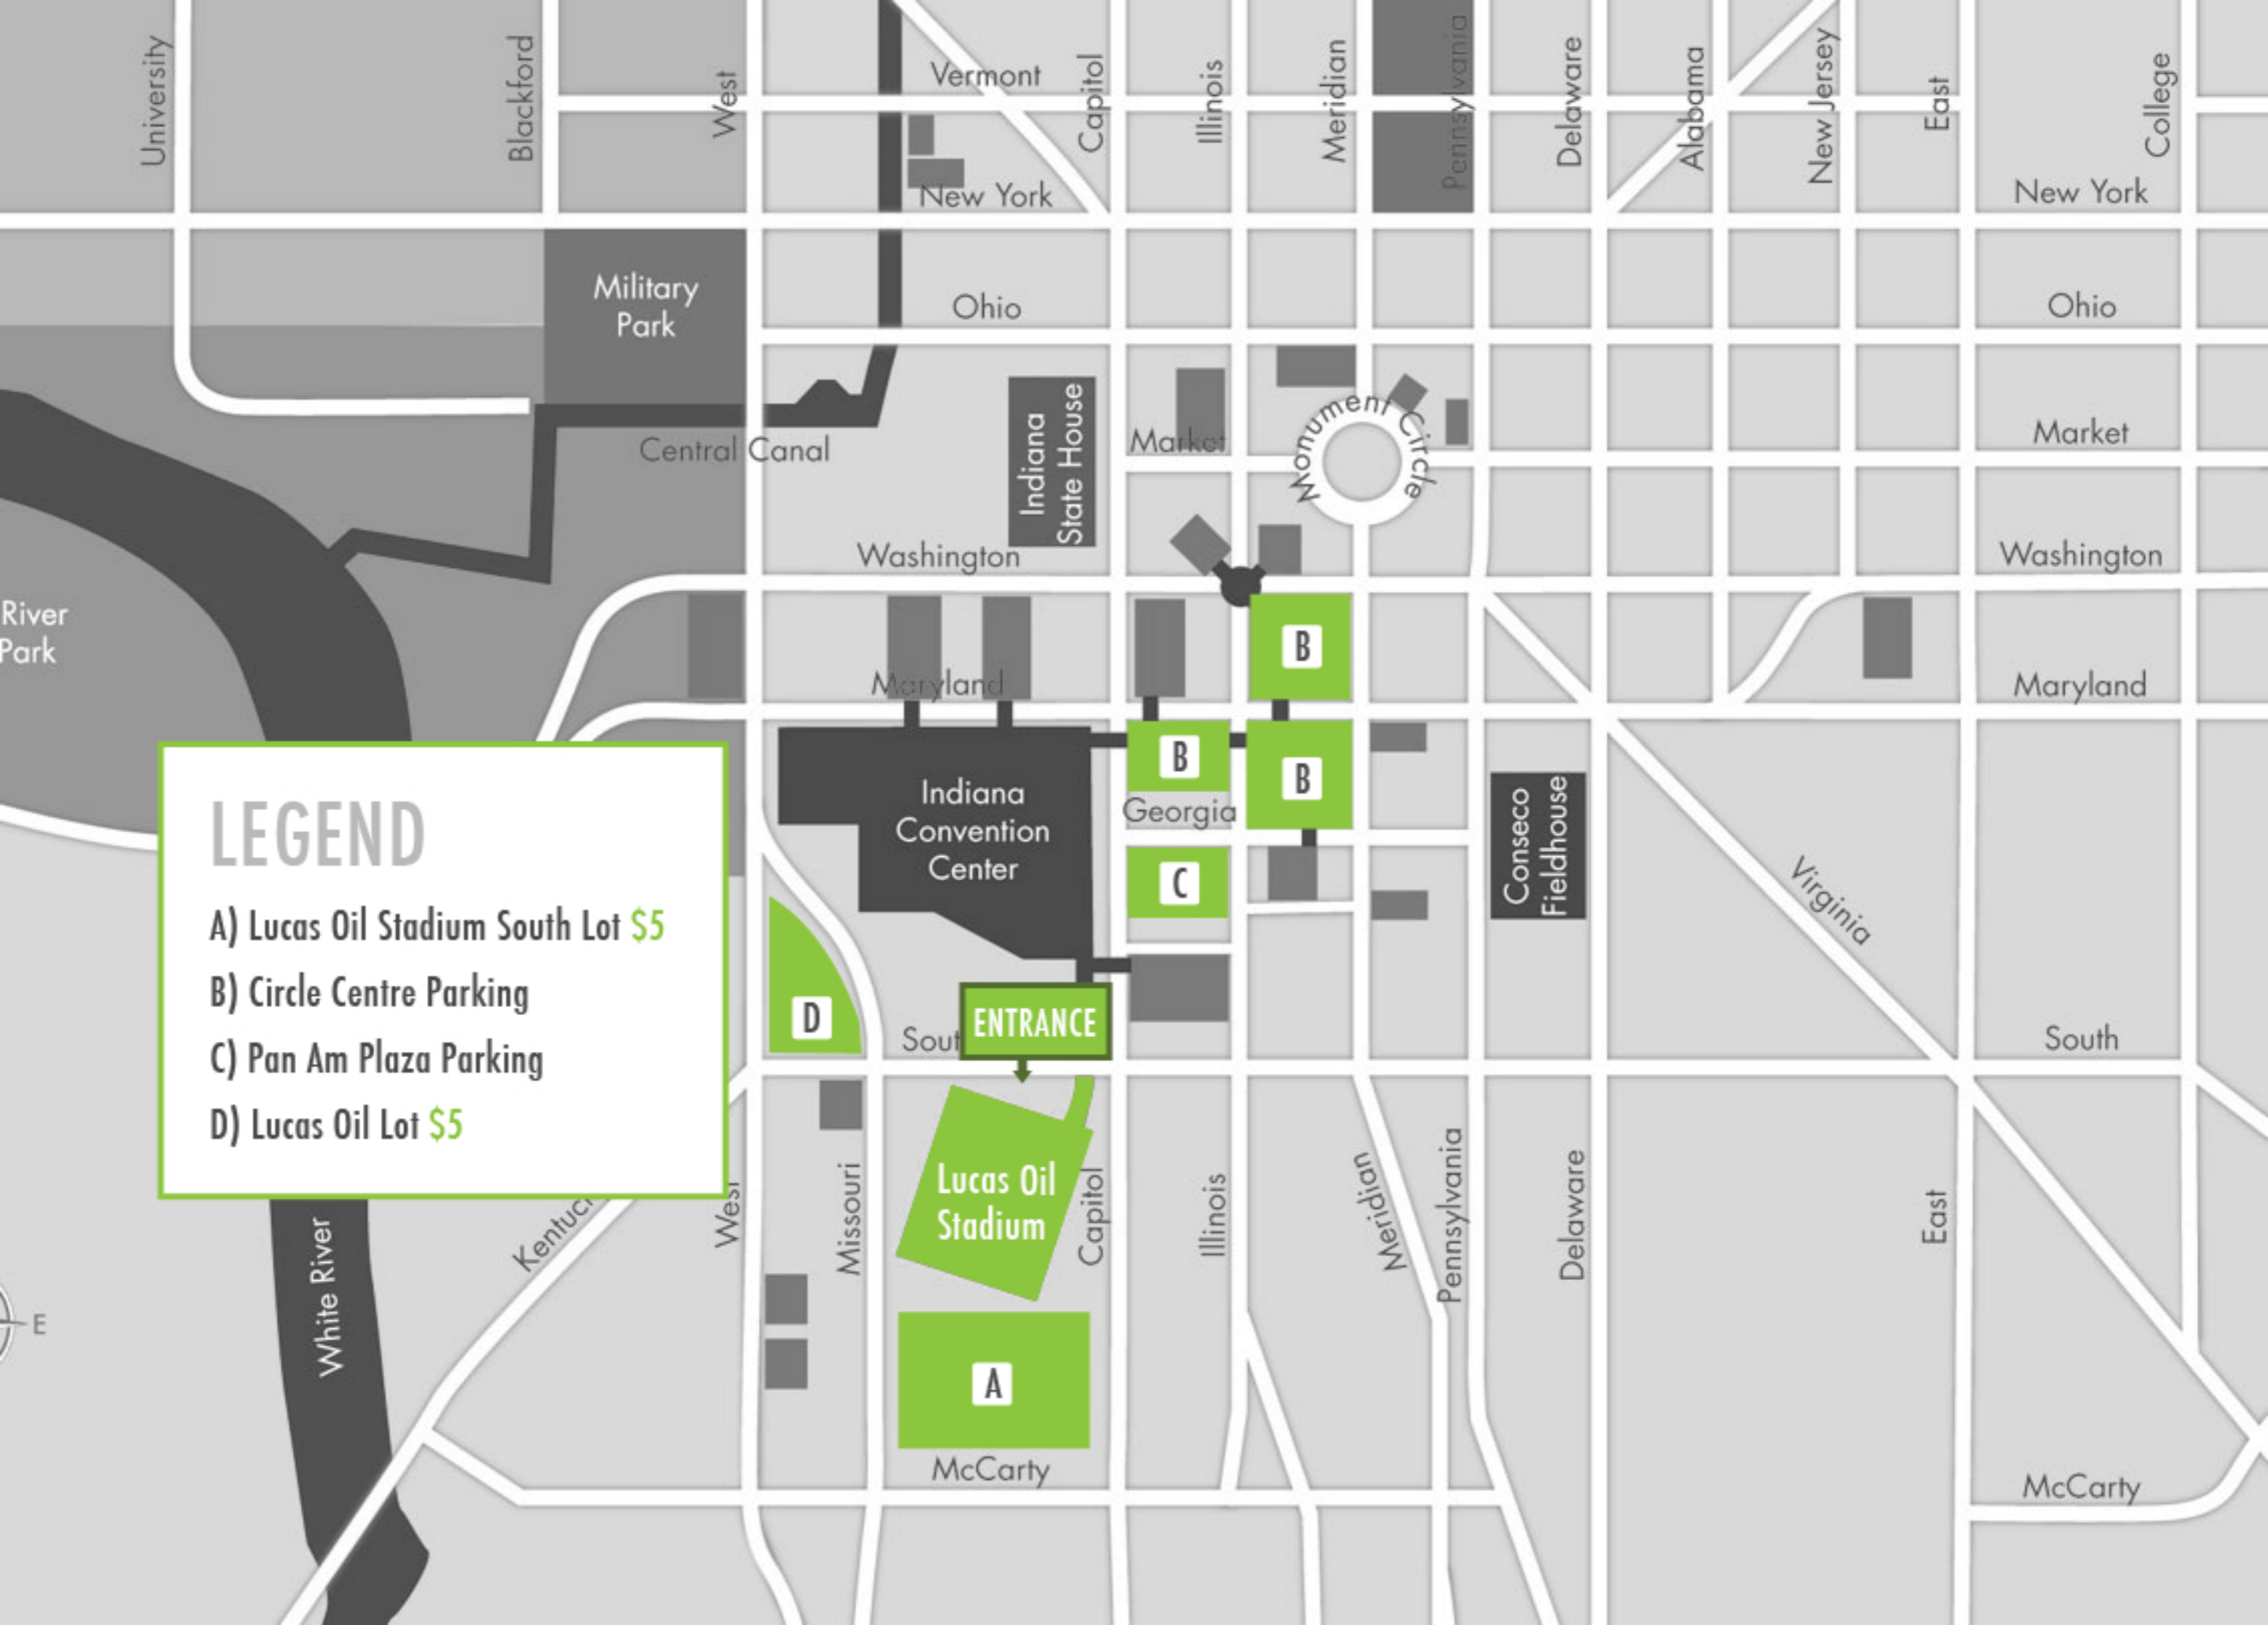 University
Blackford
West
Vermont
Capitol
Illinois
Meridian
Pennsylvania
Delaware
Alabama
New Jersey
East
College
New York
New York
Military
Park
Ohio
Ohio
Central Canal
Indiana
State House
Market
Monument Circle
Market
Washington
Washington
River
Park
Maryland
Maryland
B
B
B
Georgia
C
Indiana
Convention
Center
Conseco
Fieldhouse
Virginia
LEGEND
A) Lucas Oil Stadium South Lot $5
B) Circle Centre Parking
C) Pan Am Plaza Parking
D) Lucas Oil Lot $5
D
Sout
ENTRANCE
South
Lucas Oil
Stadium
Kentuc
West
Missouri
Capitol
Illinois
Meridian
Pennsylvania
Delaware
East
White River
E
A
McCarty
McCarty